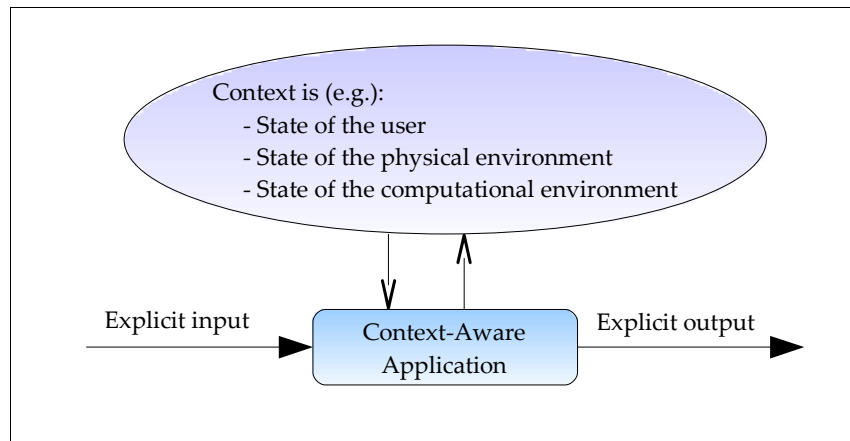 Context is (e.g.):
- State of the user
- State of the physical environment
- State of the computational environment
Explicit input
Context-Aware
Application
Explicit output